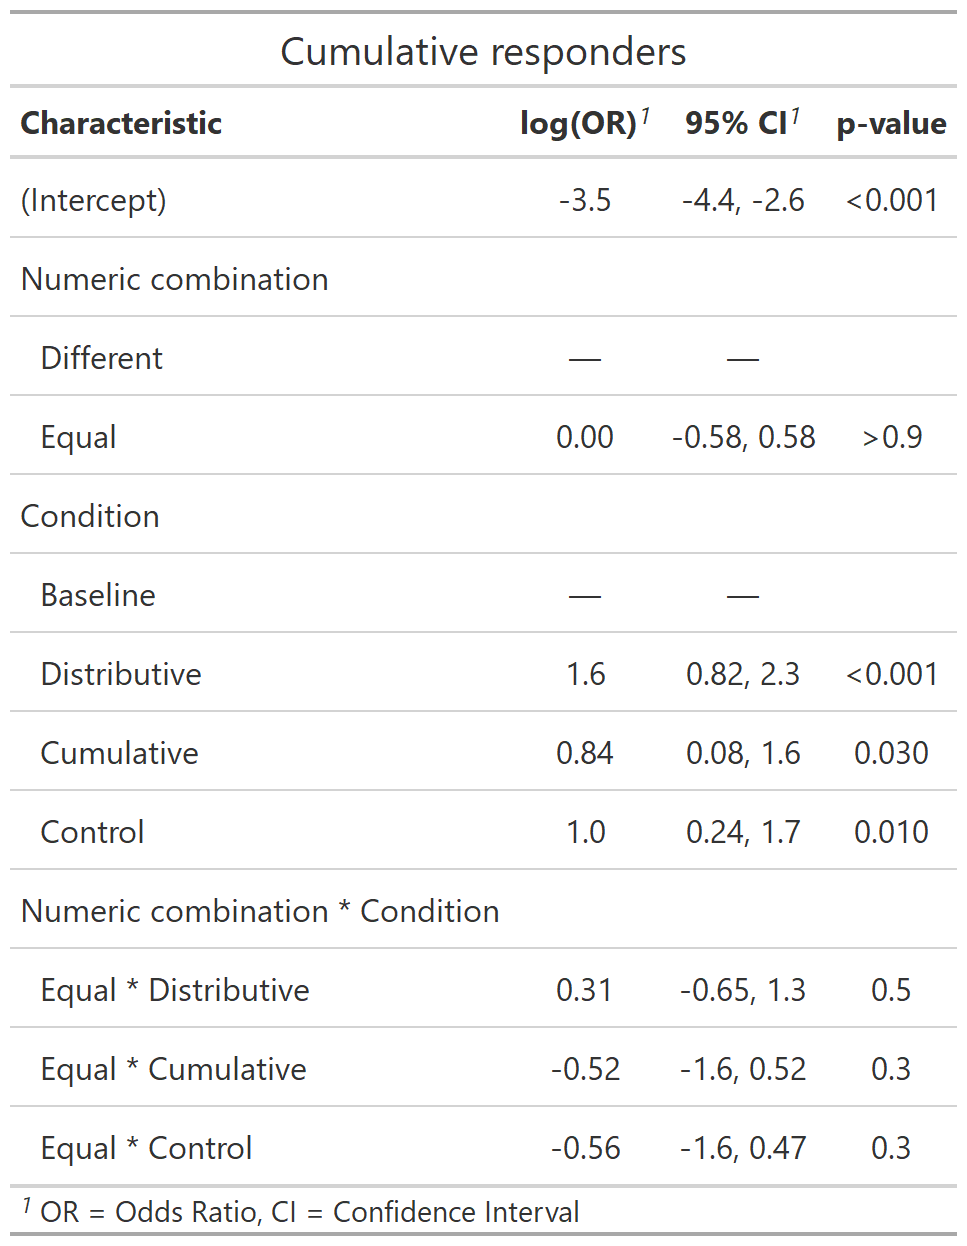 Cumulative responders
Characteristic log(OR)1 95% CI1 p-value
(Intercept) -3.5 -4.4, -2.6 <0.001
Numeric combination
Different — —
Equal 0.00 -0.58, 0.58 >0.9
Condition
Baseline — —
Distributive 1.6 0.82, 2.3 <0.001
Cumulative 0.84 0.08, 1.6 0.030
Control 1.0 0.24, 1.7 0.010
Numeric combination * Condition
Equal * Distributive 0.31 -0.65, 1.3 0.5
Equal * Cumulative -0.52 -1.6, 0.52 0.3
Equal * Control -0.56 -1.6, 0.47 0.3
1 OR = Odds Ratio, CI = Confidence Interval